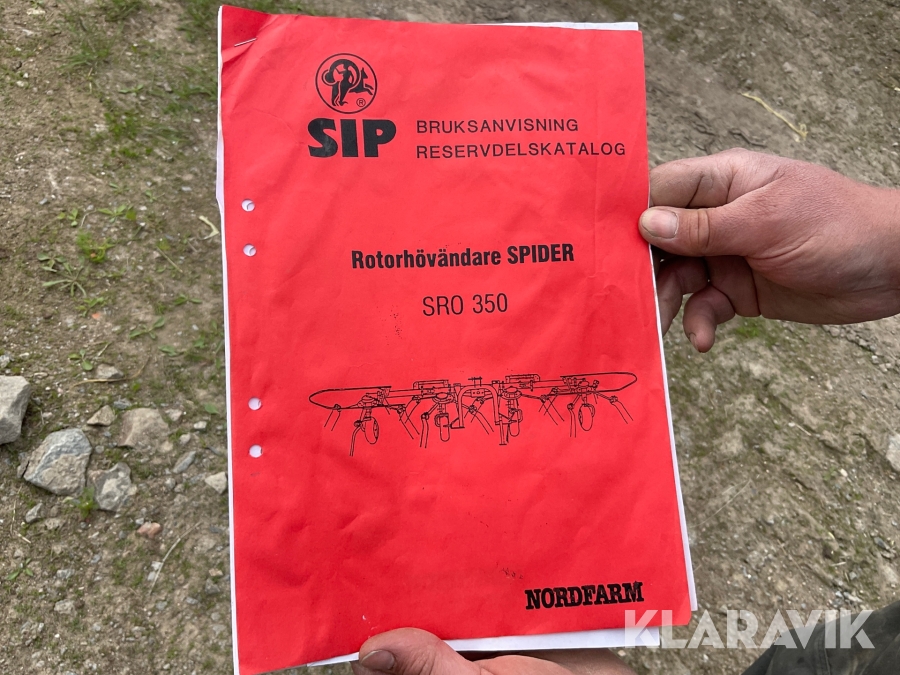 ®
SIP
BRUKSANVISNING
RESERVDELSKATALOG
Rotorhövändare SPIDER
SRO 350
NORDFARM
KLARAVIK